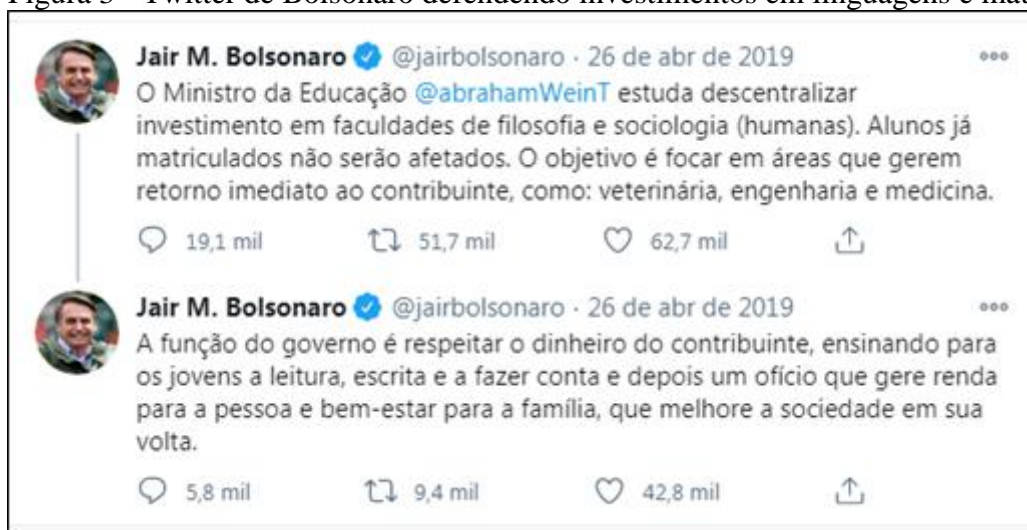 Figura 3 – Twitter de Bolsonaro defendendo investimentos em linguagens e
Jair M. Bolsonaro @jairbolsonaro · 26 de abr de 2019
O Ministro da Educação @abrahamWeinT estuda descentralizar
investimento em faculdades de filosofia e sociologia (humanas). Alunos já
matriculados não serão afetados. O objetivo é focar em áreas que gerem
retorno imediato ao contribuinte, como: veterinária, engenharia e medicina.
19,1 mil 51,7 mil 62,7 mil
Jair M. Bolsonaro @jairbolsonaro · 26 de abr de 2019
A função do governo é respeitar o dinheiro do contribuinte, ensinando para
os jovens a leitura, escrita e a fazer conta e depois um ofício que gere renda
para a pessoa e bem-estar para a família, que melhore a sociedade em sua
volta.
5,8 mil 9,4 mil 42,8 mil